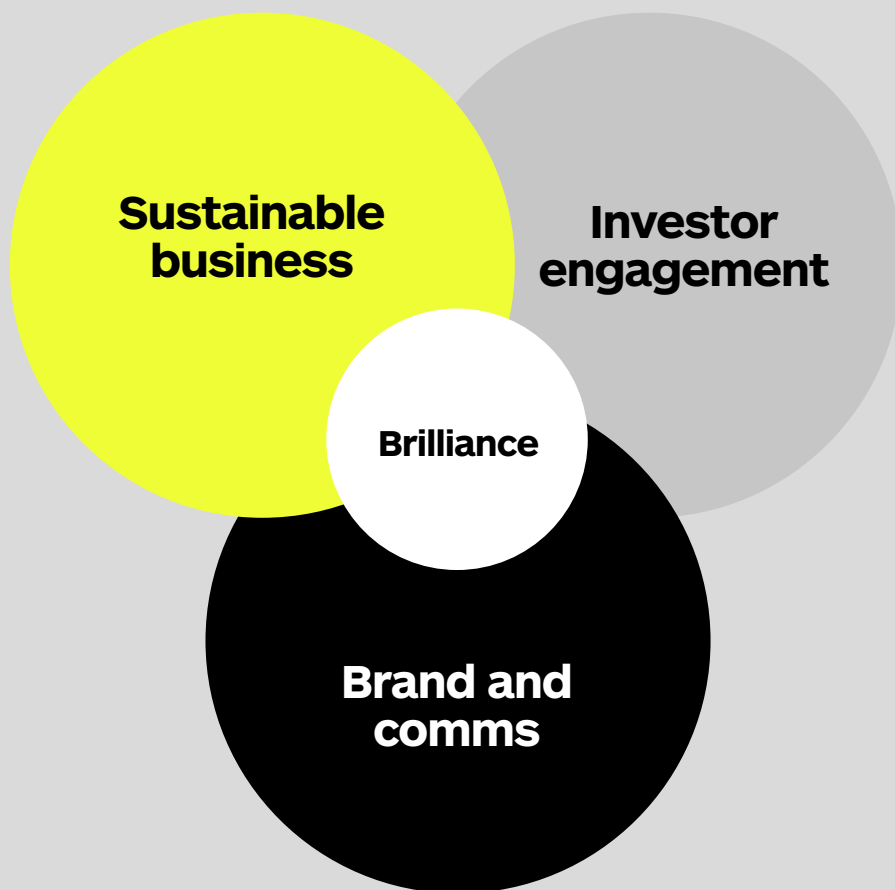 Sustainable
business
Investor
engagement
Brilliance
Brand and
comms